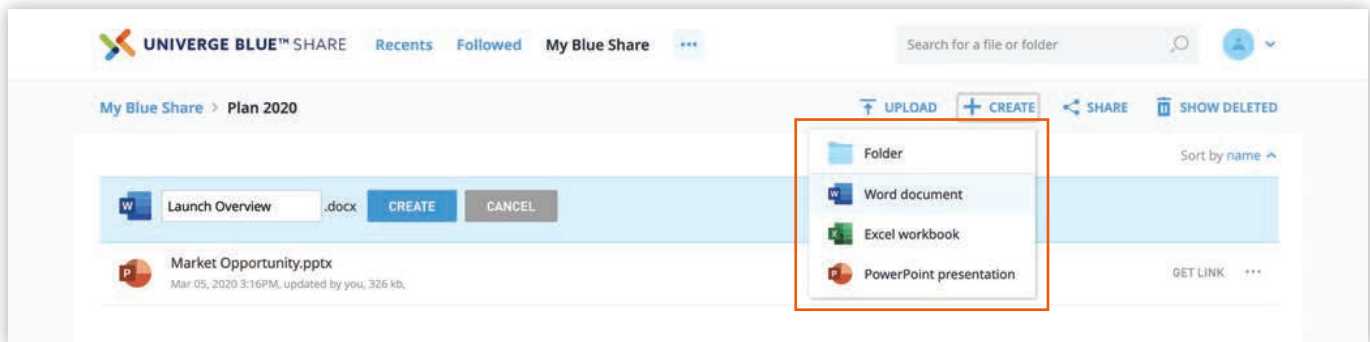 UNIVERGE BLUE™ SHARE Recents Followed My Blue Share ••• Search for a file or folder
My Blue Share > Plan 2020 UPLOAD + CREATE SHARE SHOW DELETED
Folder Sort by name
W Launch Overview .docx CREATE CANCEL W Word document
X Excel workbook
P Market Opportunity.pptx P PowerPoint presentation GET LINK •••
Mar 05, 2020 3:16PM, updated by you, 326 kb,